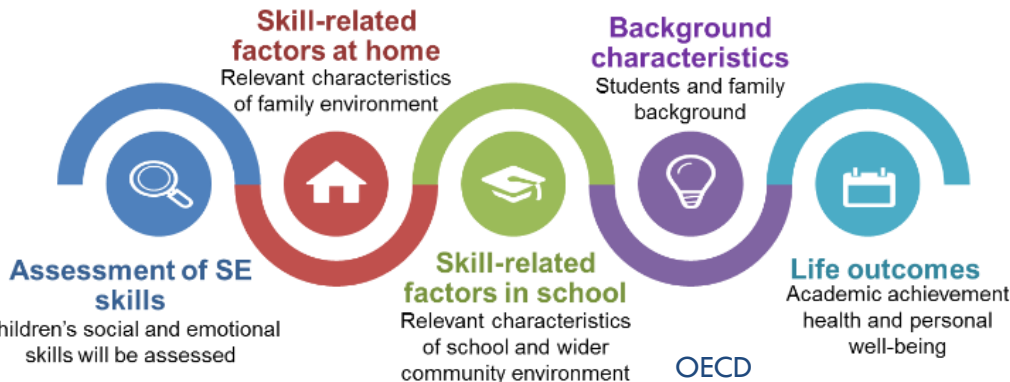 Skill-related
factors at home
Relevant characteristics
of family environment
Background
characteristics
Students and family
background
Assessment of SE
skills
hildren's social and emotional
skills will be assessed
Skill-related
factors in school
Relevant characteristics
of school and wider
community environment
Life outcomes
Academic achievement
health and personal
well-being
OECD